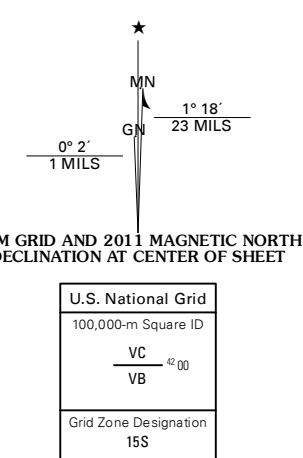 ★
MN
1° 18´
23 MILS
GN
0° 2´
1 MILS
M GRID AND 2011 MAGNETIC NORTH
DECLINATION AT CENTER OF SHEET
U.S. National Grid
100,000-m Square ID
VC
42 00
VB
Grid Zone Designation
15S